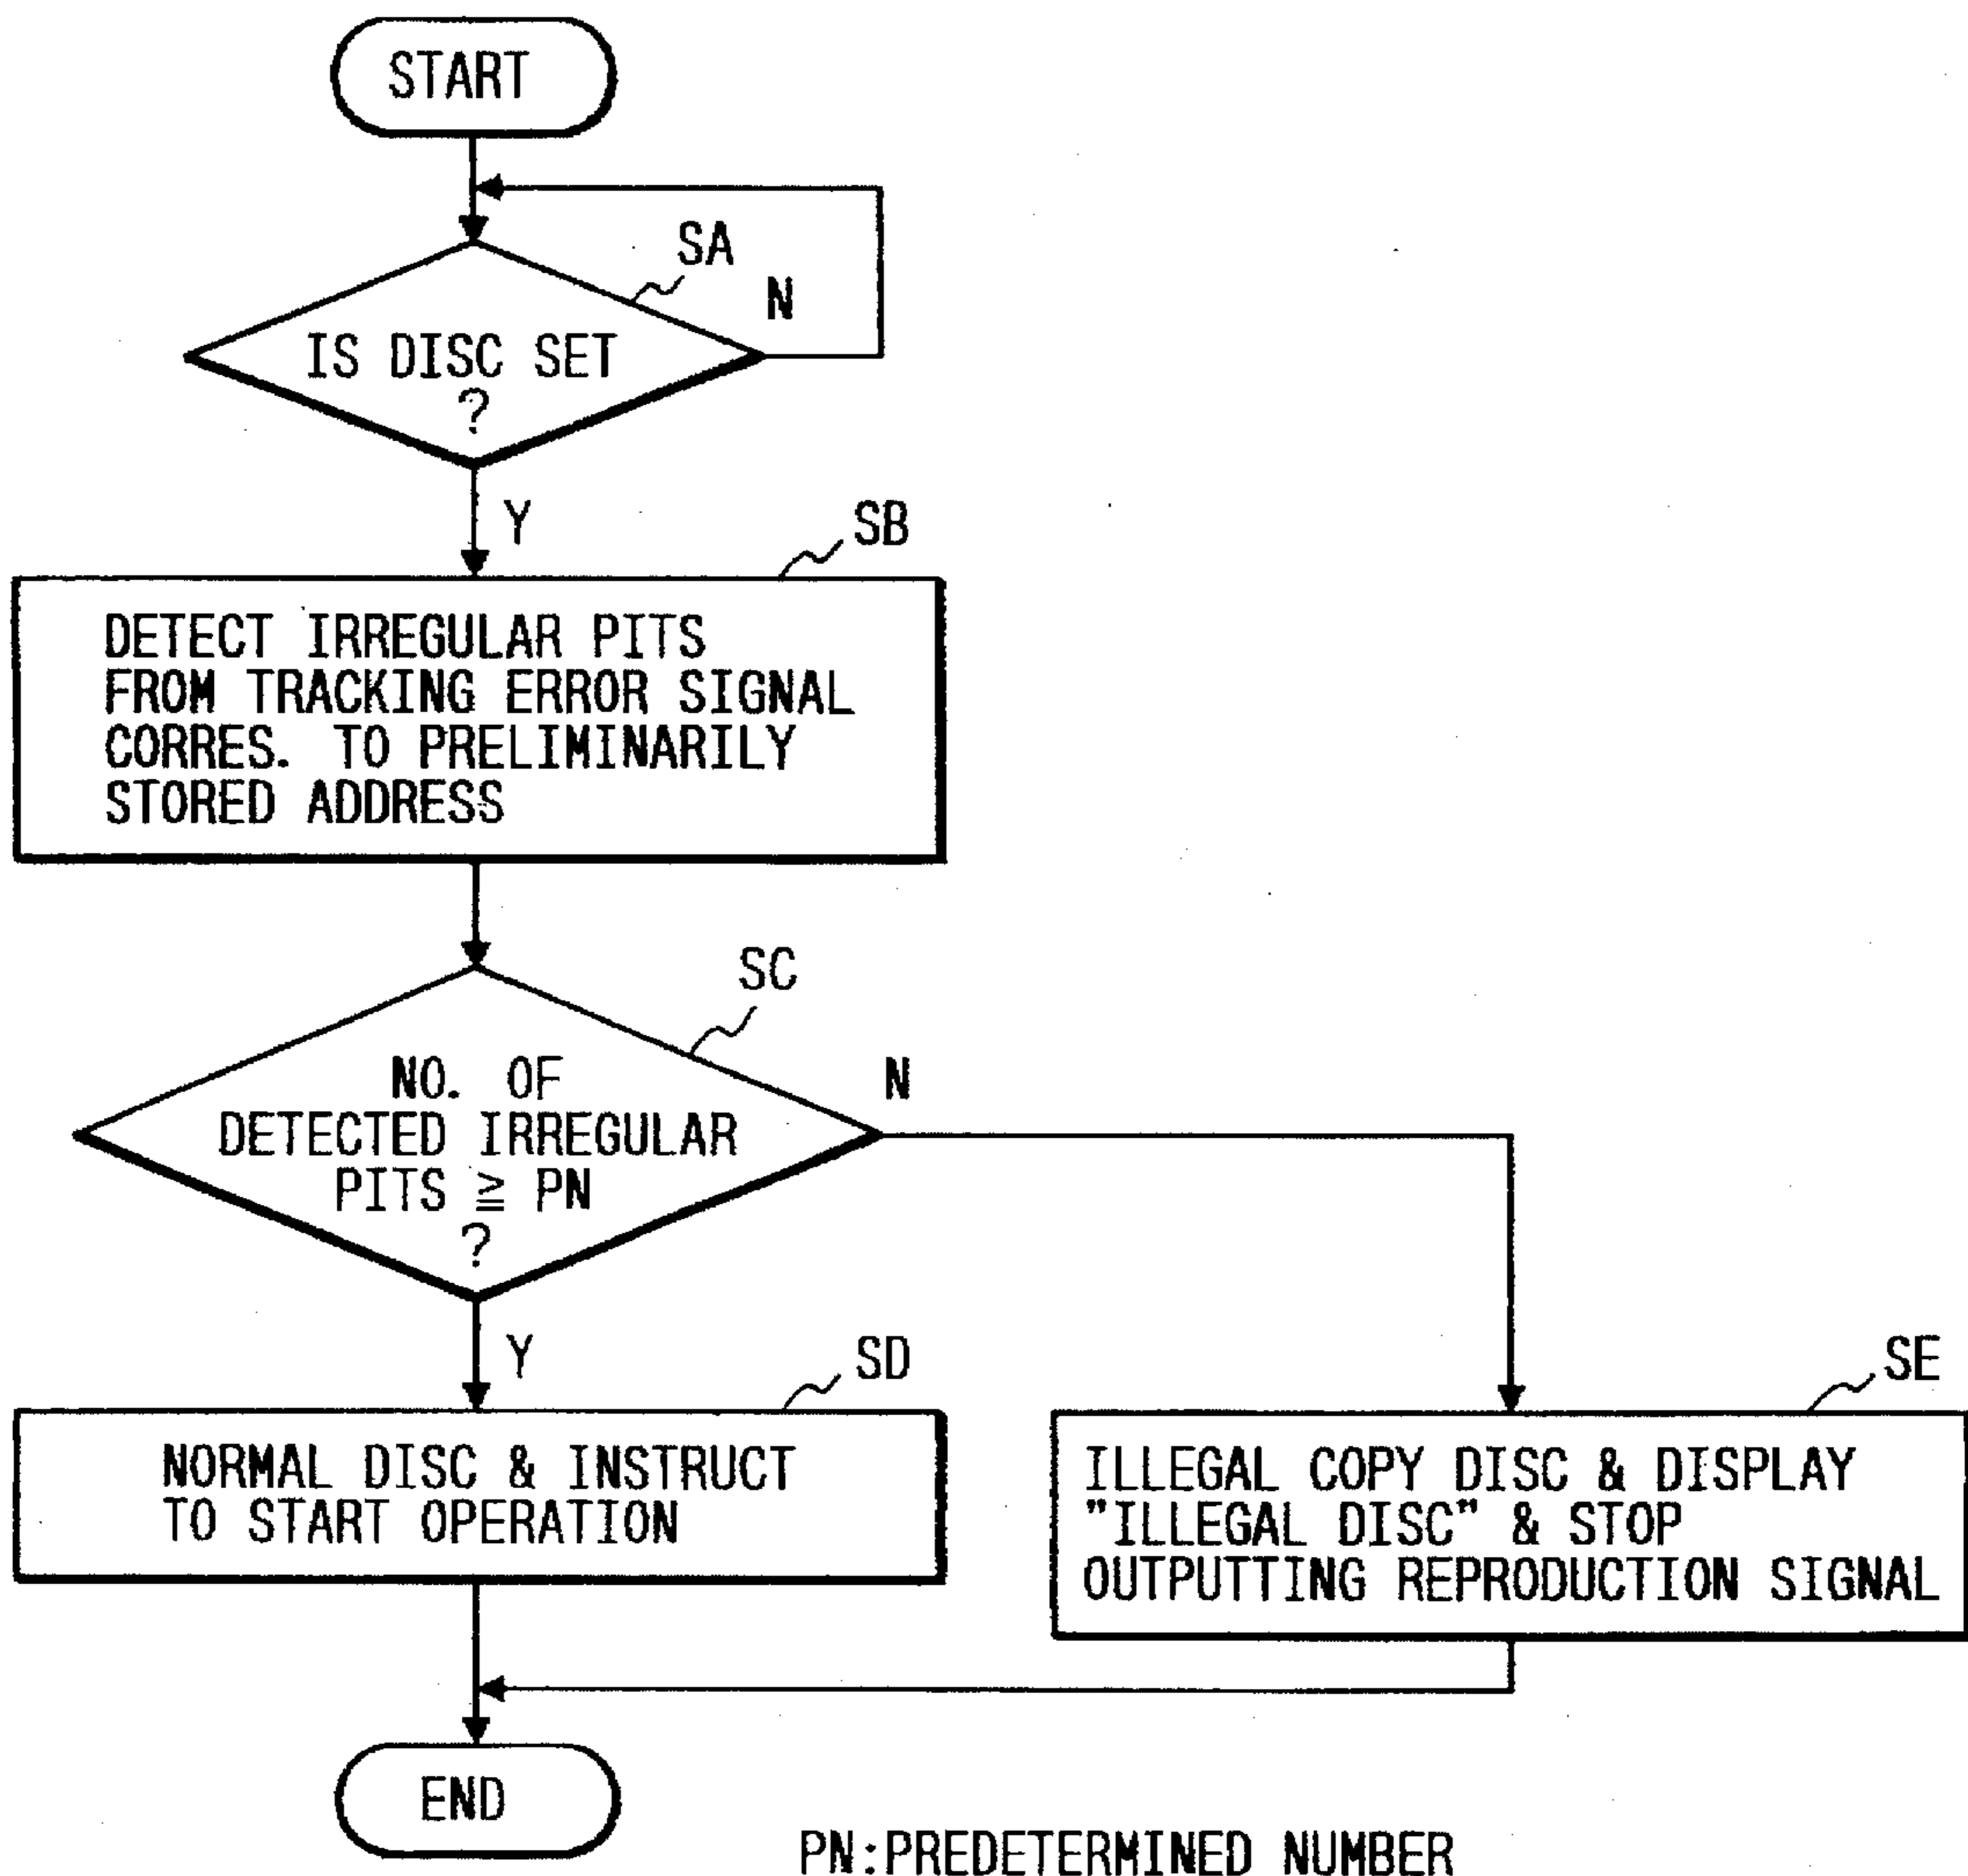 START
SA
N
IS DISC SET
?
Y
SB
DETECT IRREGULAR PITS
FROM TRACKING ERROR SIGNAL
CORRES. TO PRELIMINARILY
STORED ADDRESS
SC
N
NO. OF
DETECTED IRREGULAR
PITS ≧ PN
?
Y
SD
NORMAL DISC & INSTRUCT
TO START OPERATION
SE
ILLEGAL COPY DISC & DISPLAY
"ILLEGAL DISC" & STOP
OUTPUTTING REPRODUCTION SIGNAL
END
PN:PREDETERMINED NUMBER